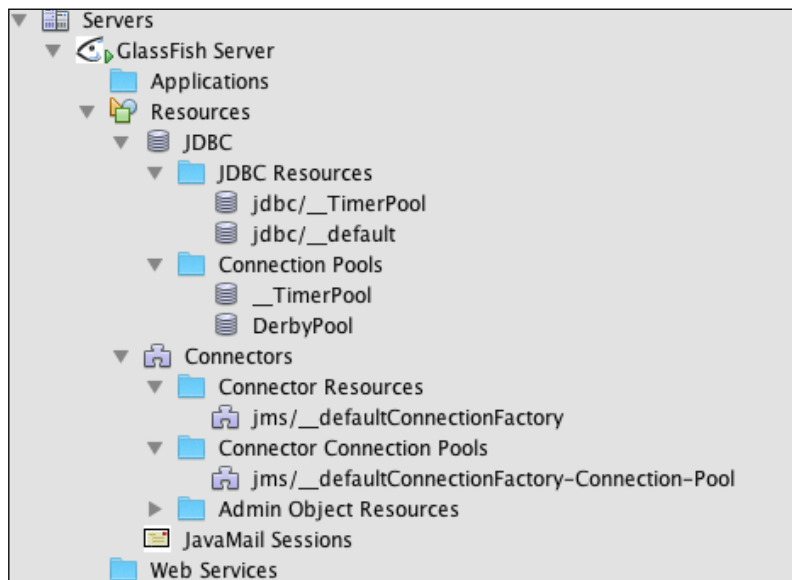 Servers
GlassFish Server
Applications
Resources
JDBC
JDBC Resources
jdbc/__TimerPool
jdbc/__default
Connection Pools
__TimerPool
DerbyPool
Connectors
Connector Resources
jms/__defaultConnectionFactory
Connector Connection Pools
jms/__defaultConnectionFactory-Connection-Pool
Admin Object Resources
JavaMail Sessions
Web Services